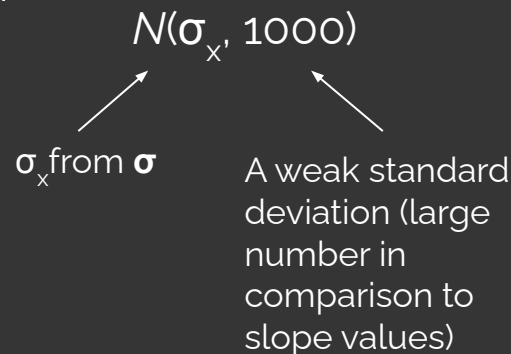 N(σₓ, 1000)
σₓfrom σ
A weak standard
deviation (large
number in
comparison to
slope values)